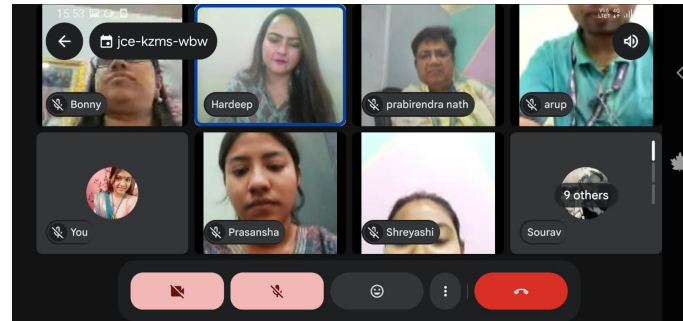 15:53
jce-kzms-wbw
Bonny
Hardeep
prabirendra nath
arup
9 others
You
Prasansha
Shreyashi
Sourav